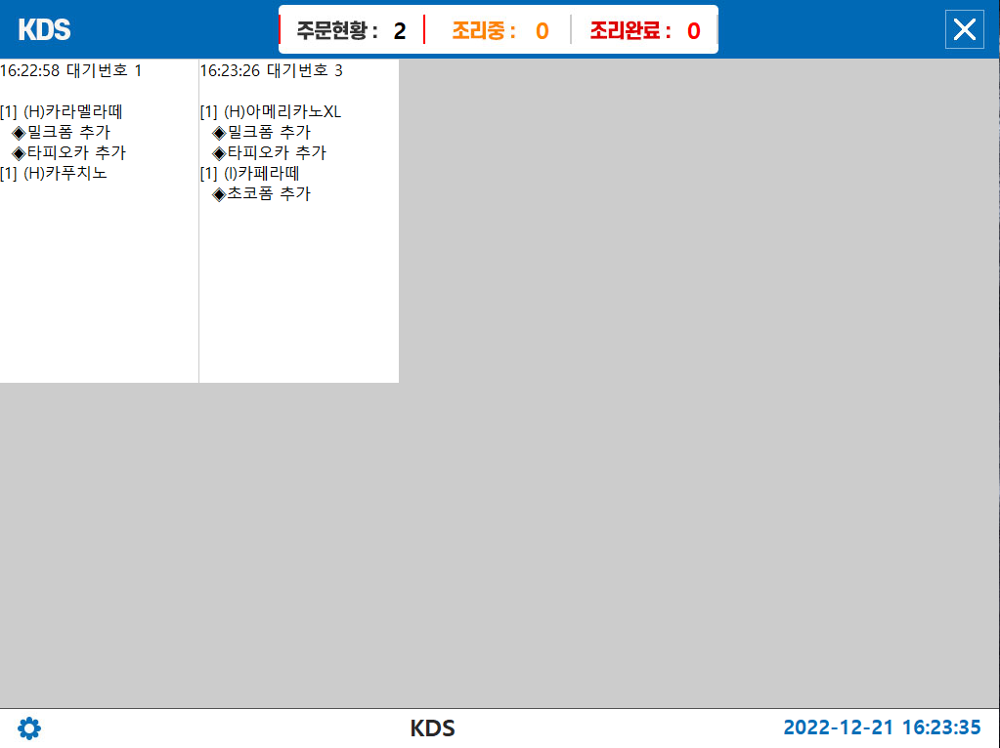 KDS
주문현황 : 2 조리중 : 0 조리완료 : 0
16:22:58 대기번호 1
[1] (H)카라멜라떼
◈밀크폼 추가
◈타피오카 추가
[1] (H)카푸치노
16:23:26 대기번호 3
[1] (H)아메리카노XL
◈밀크폼 추가
◈타피오카 추가
[1] (I)카페라떼
◈초코폼 추가
KDS
2022-12-21 16:23:35